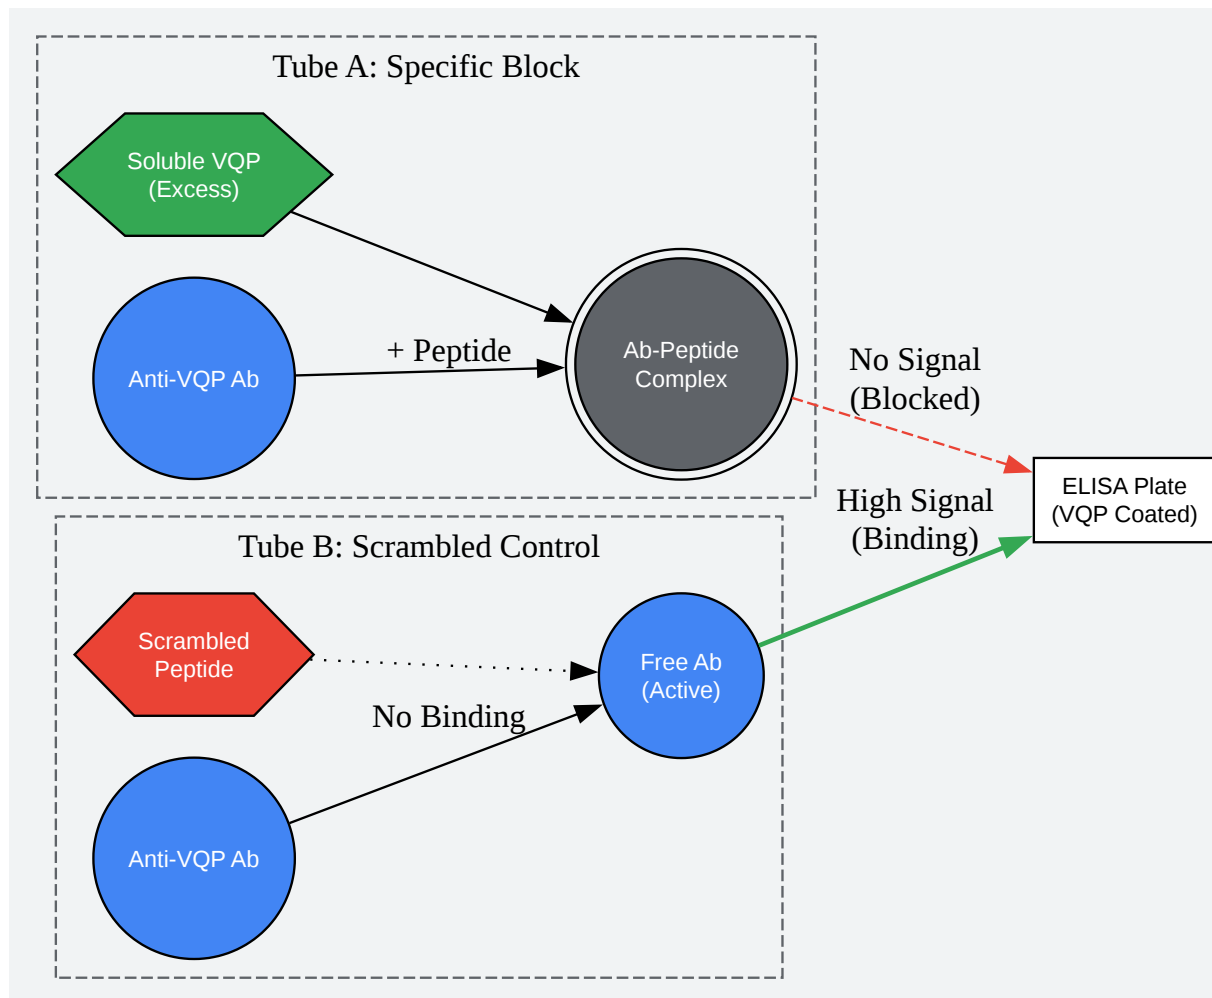 Tube A: Specific Block
Soluble VQP
(Excess)
Anti-VQP Ab
+ Peptide
Ab-Peptide
Complex
No Signal
(Blocked)
High Signal
(Binding)
ELISA Plate
(VQP Coated)
Tube B: Scrambled Control
Scrambled
Peptide
No Binding
Free Ab
(Active)
Anti-VQP Ab